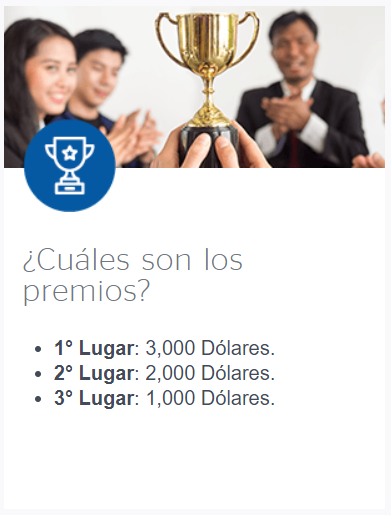 ¿Cuáles son los
premios?
1° Lugar: 3,000 Dólares.
2° Lugar: 2,000 Dólares.
3° Lugar: 1,000 Dólares.